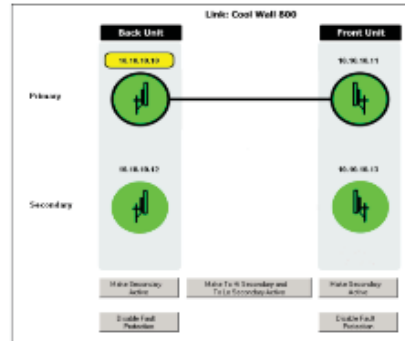 Link: Cool Wall 800
Back Unit
Front Unit
10.10.10.10
10.10.10.11
Primary
10.10.10.12
10.10.10.13
Secondary
Make Secondary
Active
Make To Hi Secondary and
To Lo Secondary Active
Make Secondary
Active
Disable Fault
Protection
Disable Fault
Protection